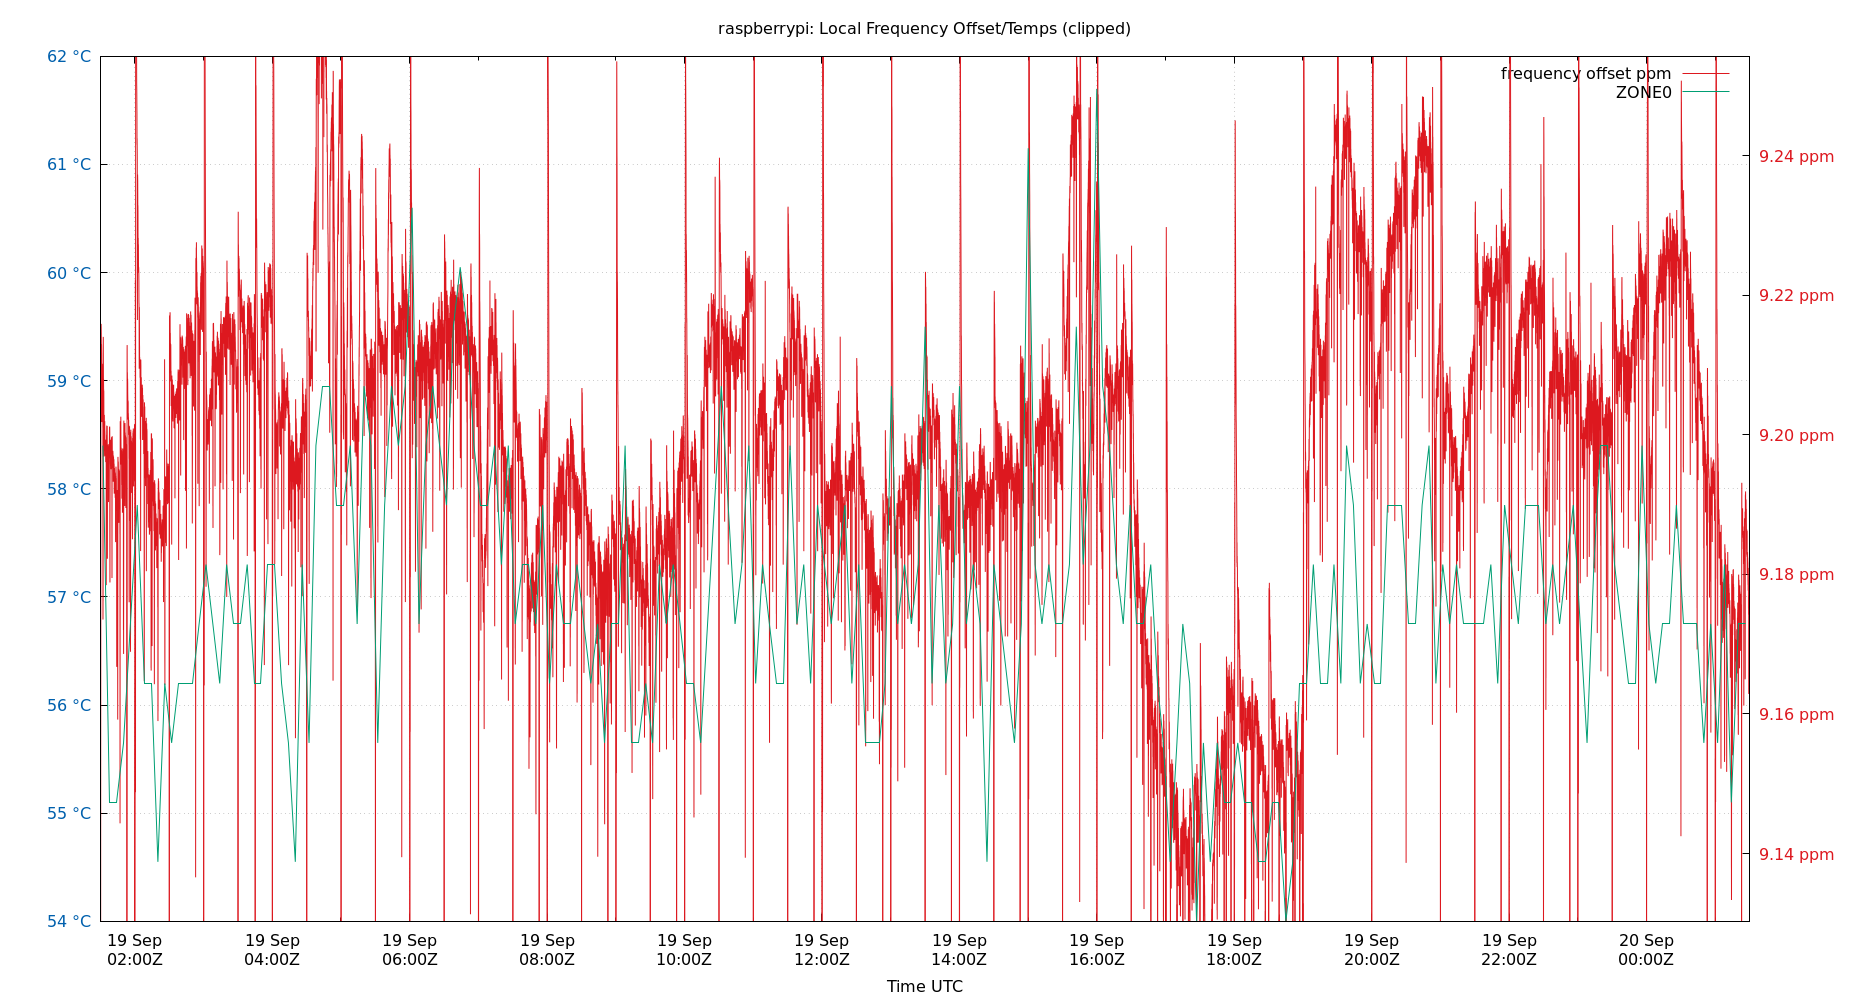 raspberrypi: Local Frequency Offset/Temps (clipped)
62 °C
61 °C
60 °C
59 °C
58 °C
57 °C
56 °C
55 °C
54 °C
frequency offset ppm
ZONE0
9.24 ppm
9.22 ppm
9.20 ppm
9.18 ppm
9.16 ppm
9.14 ppm
19 Sep 19 Sep 19 Sep 19 Sep 19 Sep 19 Sep 19 Sep 19 Sep 19 Sep 19 Sep 19 Sep 20 Sep
02:00Z 04:00Z 06:00Z 08:00Z 10:00Z 12:00Z 14:00Z 16:00Z 18:00Z 20:00Z 22:00Z 00:00Z
Time UTC